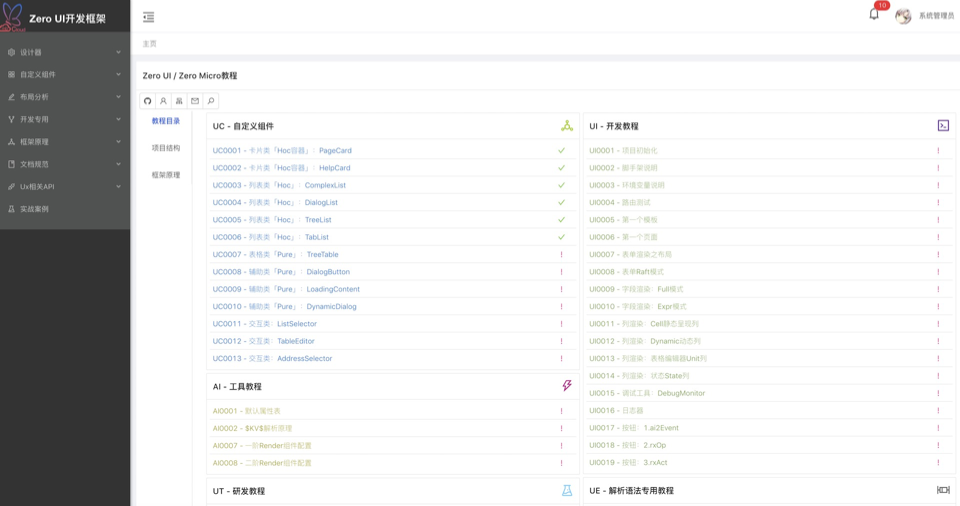 Zero UI开发框架
10
系统管理员
设计器
自定义组件
布局分析
开发专用
框架原理
文档规范
Ux相关API
实战案例
主页
Zero UI / Zero Micro教程
教程目录
项目结构
框架原理
UC - 自定义组件
UC0001 - 卡片类「Hoc容器」：PageCard
UC0002 - 卡片类「Hoc容器」：HelpCard
UC0003 - 列表类「Hoc」：ComplexList
UC0004 - 列表类「Hoc」：DialogList
UC0005 - 列表类「Hoc」：TreeList
UC0006 - 列表类「Hoc」：TabList
UC0007 - 表格类「Pure」：TreeTable
UC0008 - 辅助类「Pure」：DialogButton
UC0009 - 辅助类「Pure」：LoadingContent
UC0010 - 辅助类「Pure」：DynamicDialog
UC0011 - 交互类：ListSelector
UC0012 - 交互类：TableEditor
UC0013 - 交互类：AddressSelector
AI - 工具教程
AI0001 - 默认属性表
AI0002 - $KV$解析原理
AI0007 - 一阶Render组件配置
AI0008 - 二阶Render组件配置
UT - 研发教程
UI - 开发教程
UI0001 - 项目初始化
UI0002 - 脚手架说明
UI0003 - 环境变量说明
UI0004 - 路由测试
UI0005 - 第一个模板
UI0006 - 第一个页面
UI0007 - 表单渲染之布局
UI0008 - 表单Raft模式
UI0009 - 字段渲染：Full模式
UI0010 - 字段渲染：Expr模式
UI0011 - 列渲染：Cell静态呈现列
UI0012 - 列渲染：Dynamic动态列
UI0013 - 列渲染：表格编辑器Unit列
UI0014 - 列渲染：状态State列
UI0015 - 调试工具：DebugMonitor
UI0016 - 日志器
UI0017 - 按钮：1.ai2Event
UI0018 - 按钮：2.rxOp
UI0019 - 按钮：3.rxAct
UE - 解析语法专用教程